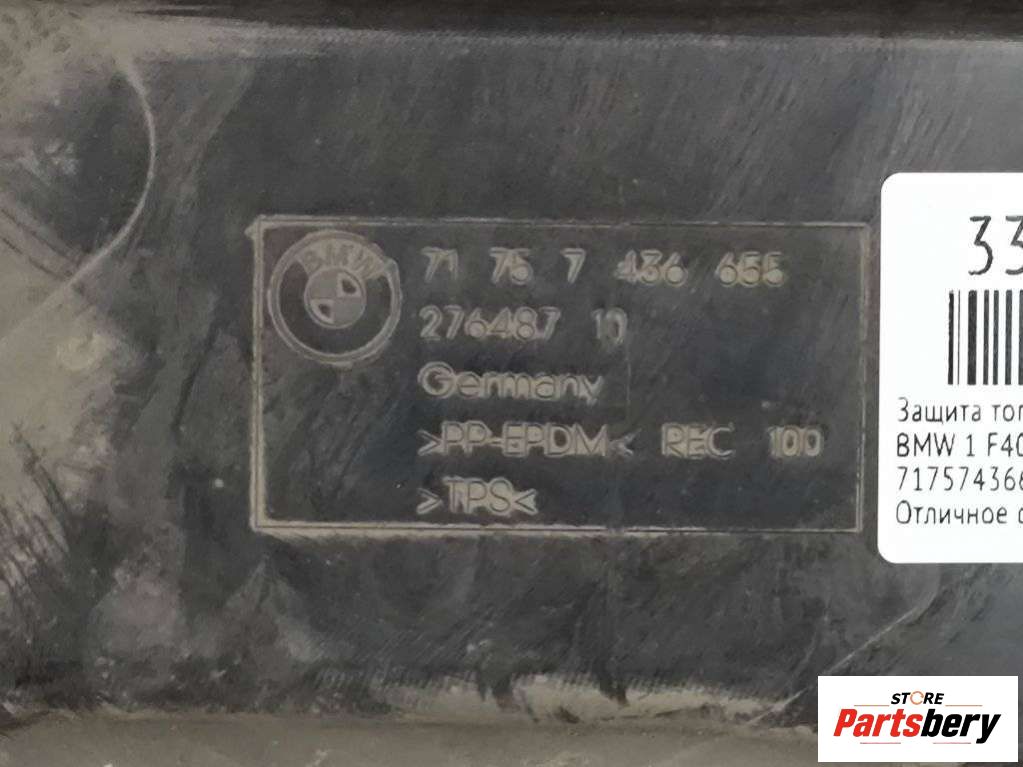 BMW
71 75 7 436 655
276487 10
Germany
>PP-EPDM< REC 100
>TPS<
33
Защита топ
BMW 1 F40
717574366
Отличное с
STORE
Partsbery